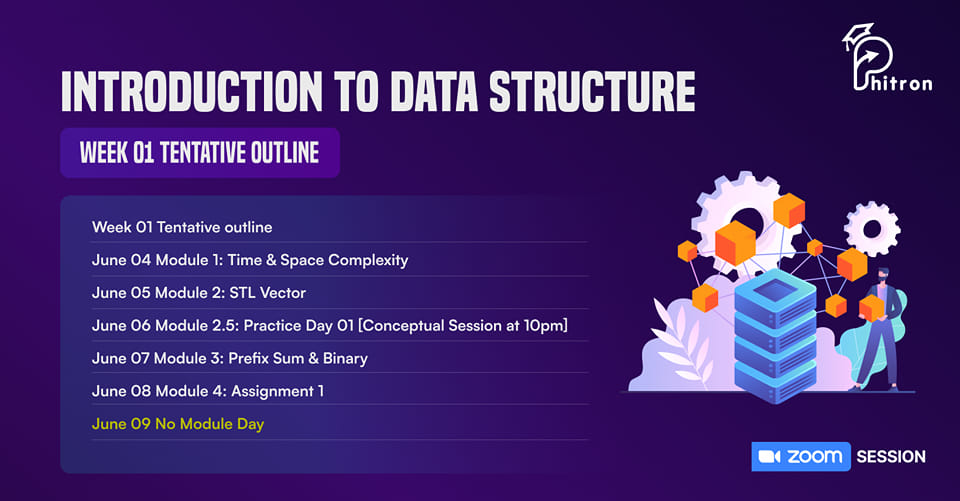 Phitron
INTRODUCTION TO DATA STRUCTURE
WEEK 01 TENTATIVE OUTLINE
Week 01 Tentative outline
June 04 Module 1: Time & Space Complexity
June 05 Module 2: STL Vector
June 06 Module 2.5: Practice Day 01 [Conceptual Session at 10pm]
June 07 Module 3: Prefix Sum & Binary
June 08 Module 4: Assignment 1
June 09 No Module Day
zoom SESSION